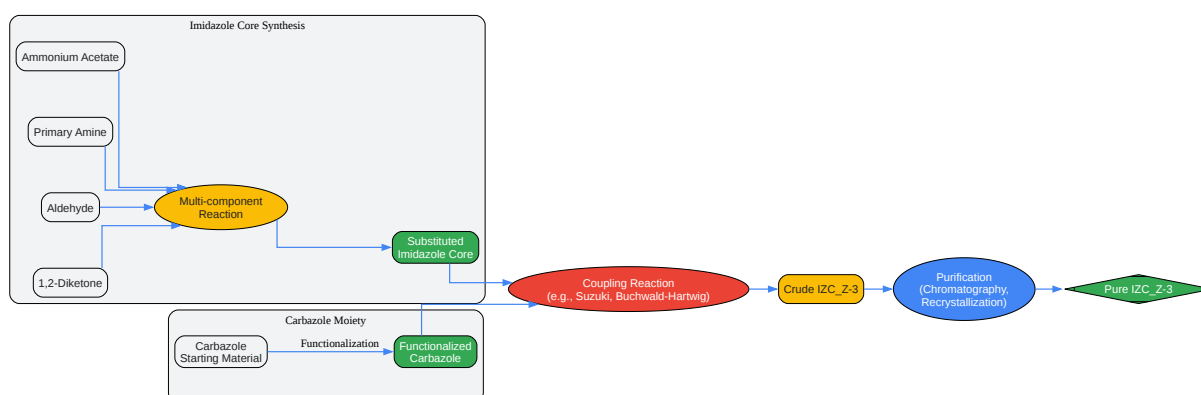 Imidazole Core Synthesis
Ammonium Acetate
Primary Amine
Aldehyde
1,2-Diketone
Multi-component
Reaction
Substituted
Imidazole Core
Carbazole Moiety
Carbazole
Starting Material
Functionalization
Functionalized
Carbazole
Coupling Reaction
(e.g., Suzuki, Buchwald-Hartwig)
Crude IZC_Z-3
Purification
(Chromatography,
Recrystallization)
Pure IZC_Z-3